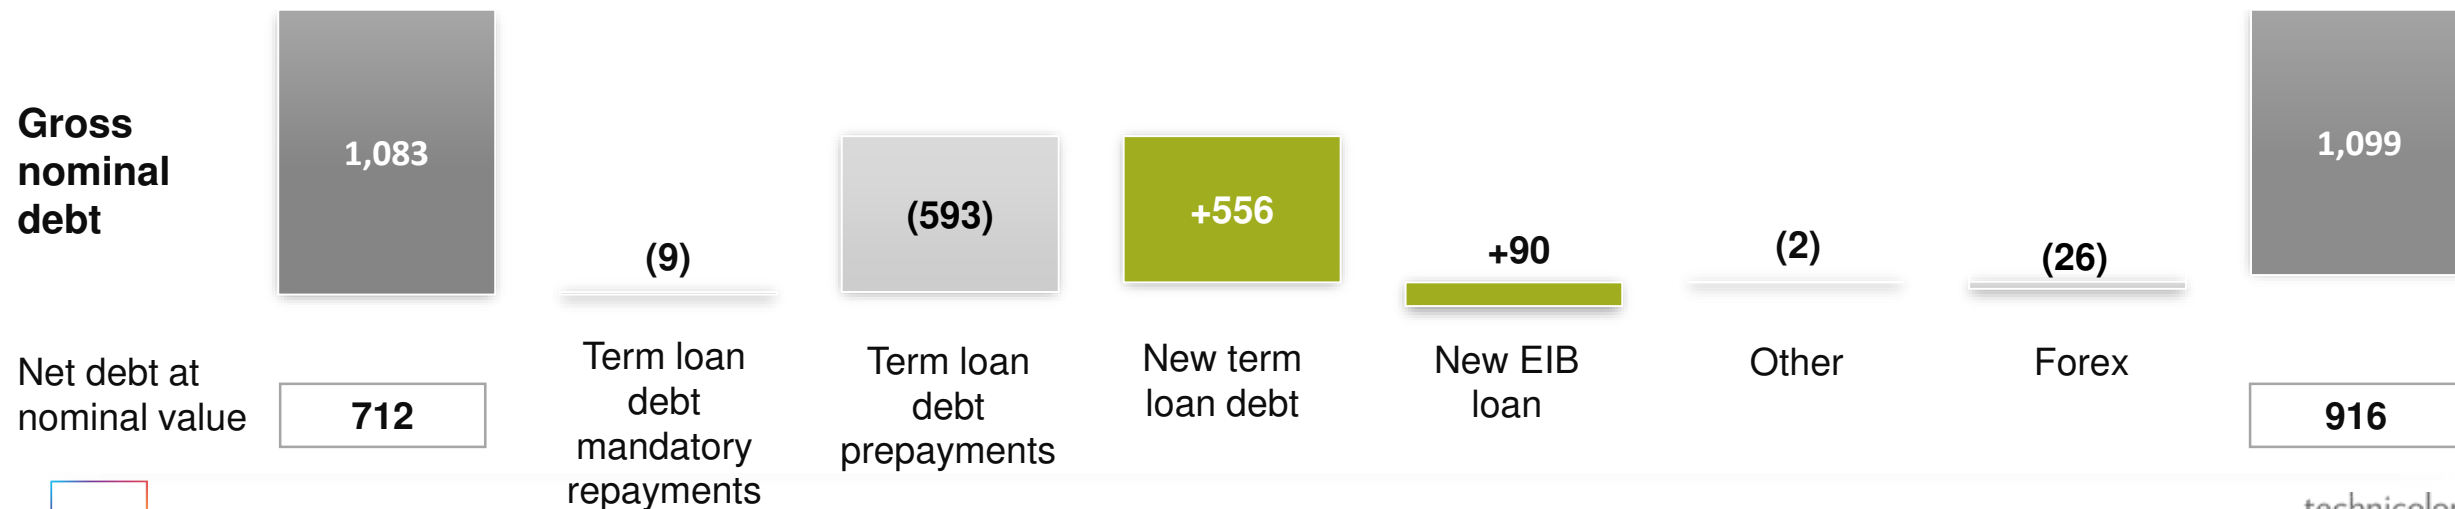 Gross
nominal
debt
1,083
(9)
(593)
+556
+90
(2)
(26)
1,099
Term loan
debt
mandatory
repayments
Term loan
debt
prepayments
New term
loan debt
New EIB
loan
Other
Forex
Net debt at
nominal value
712
916
technicolor